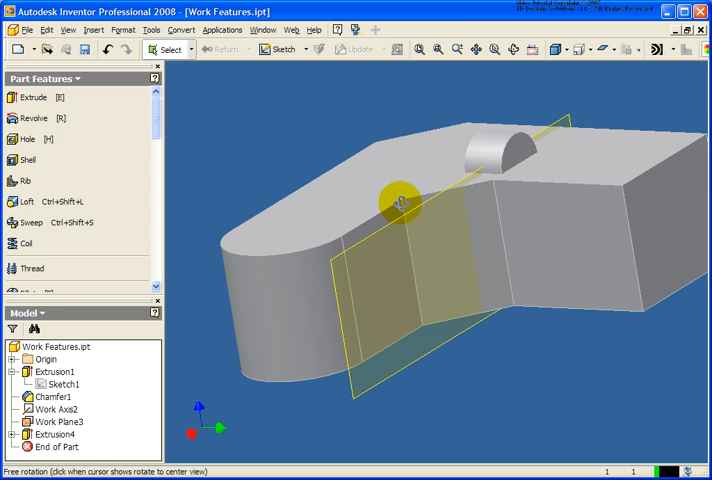 Autodesk Inventor Professional 2008 - [Work Features.ipt]
File Edit View Insert Format Tools Convert Applications Window Web Help
Select Return Sketch Update
Part Features
Extrude [E]
Revolve [R]
Hole [H]
Shell
Rib
Loft Ctrl+Shift+L
Sweep Ctrl+Shift+S
Coil
Thread
Model
Work Features.ipt
Origin
Extrusion1
Sketch1
Chamfer1
Work Axis2
Work Plane3
Extrusion4
End of Part
Free rotation (click when cursor shows rotate to center view) 1 1